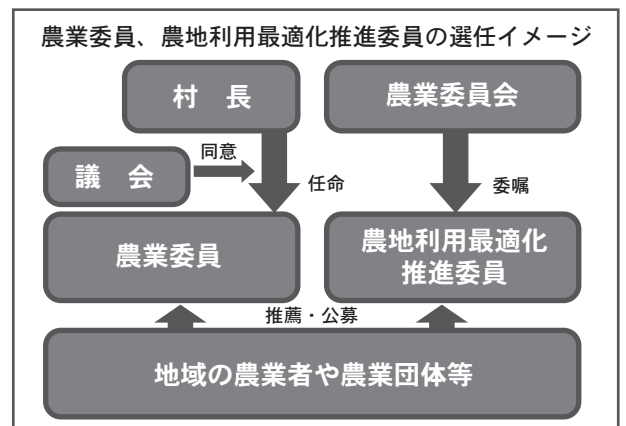 農業委員、農地利用最適化推進委員の選任イメージ
村　長
農業委員会
議　会
同意
任命
委嘱
農業委員
農地利用最適化
推進委員
推薦・公募
地域の農業者や農業団体等